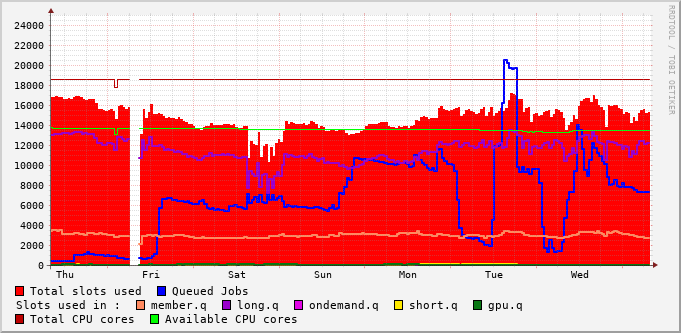 RRDTOOL / TOBI OETIKER
24000
22000
20000
18000
16000
14000
12000
10000
8000
6000
4000
2000
0
Thu Fri Sat Sun Mon Tue Wed
Total slots used Queued Jobs
Slots used in : member.q long.q ondemand.q short.q gpu.q
Total CPU cores Available CPU cores